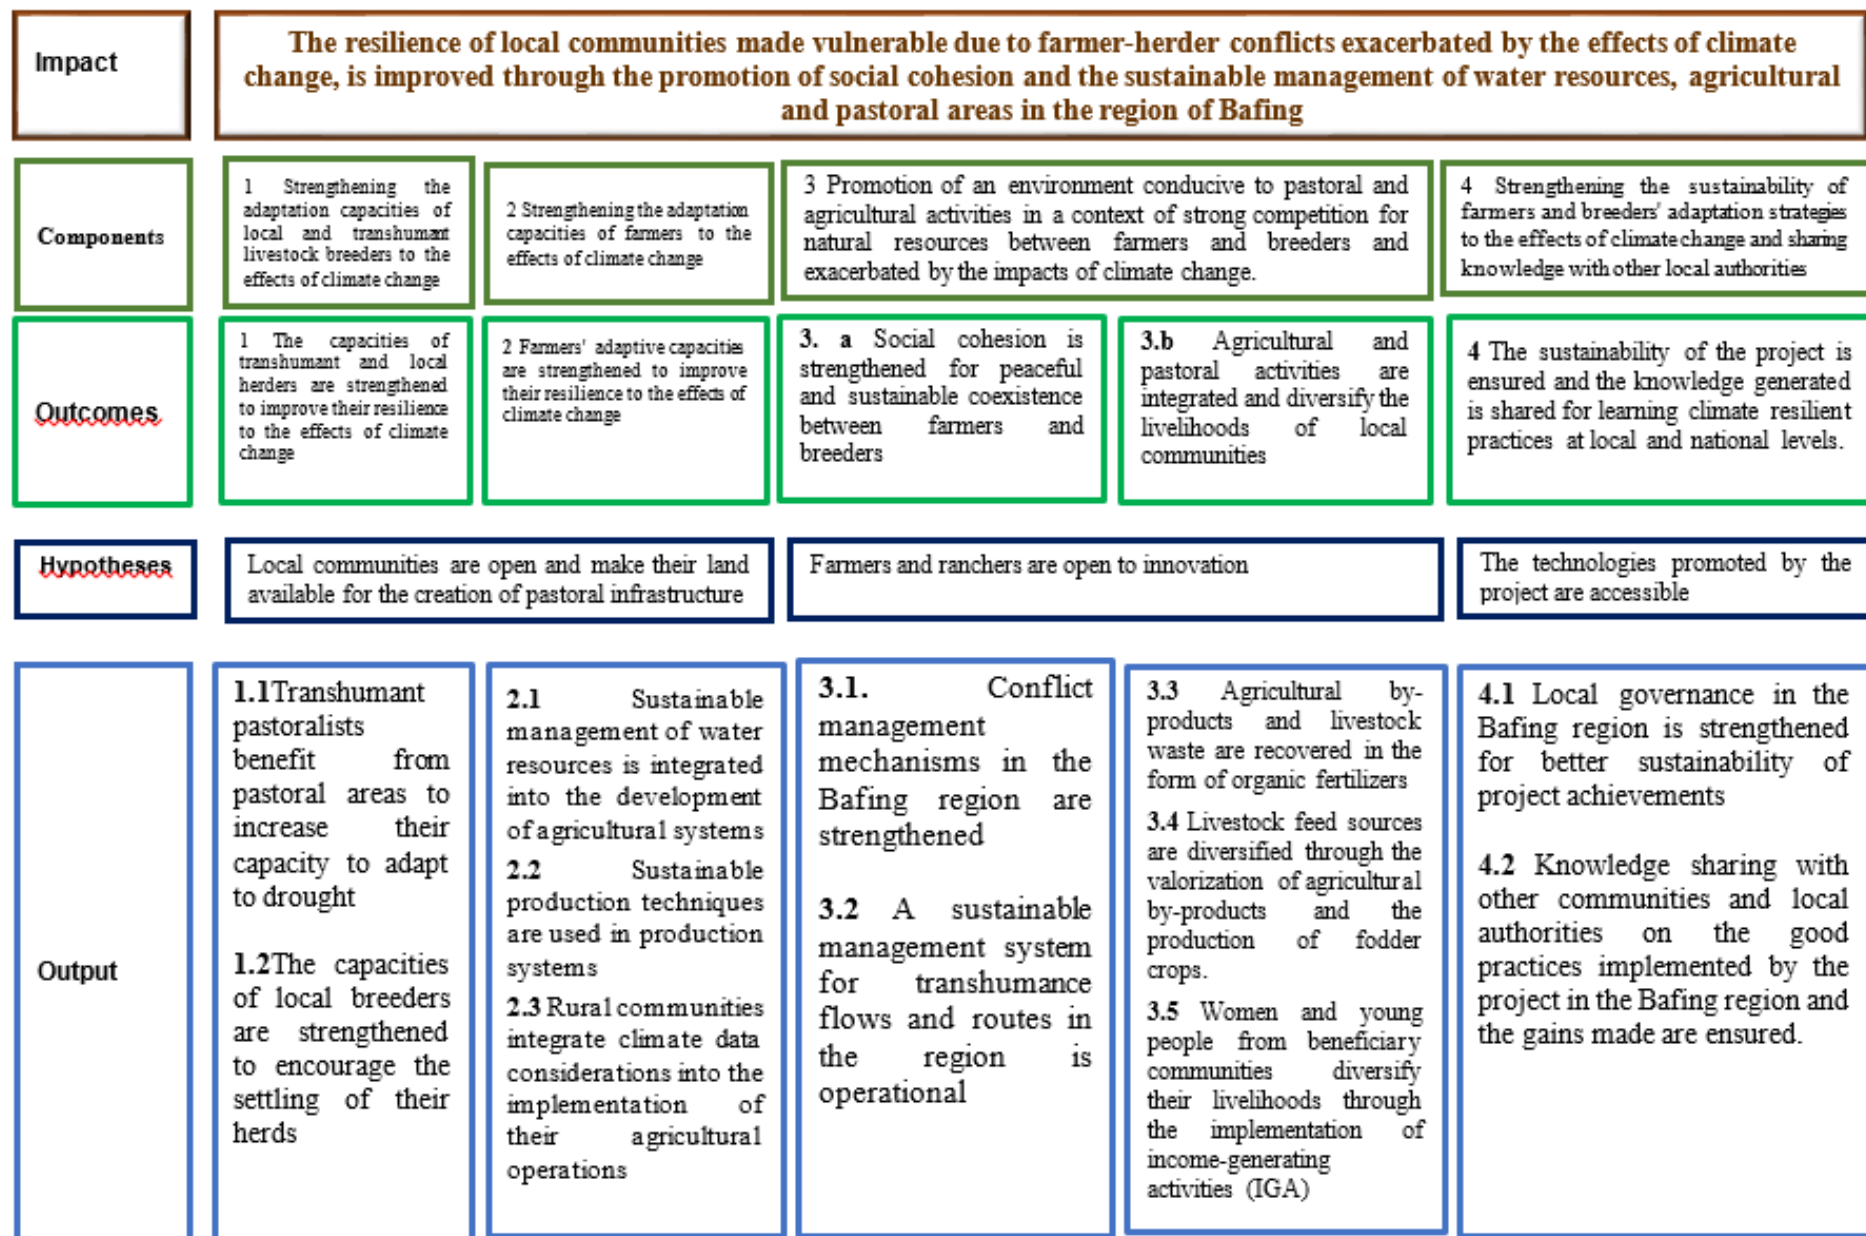 Impact
The resilience of local communities made vulnerable due to farmer-herder conflicts exacerbated by the effects of climate
change, is improved through the promotion of social cohesion and the sustainable management of water resources, agricultural
and pastoral areas in the region of Bafing
Components
1 Strengthening the
adaptation capacities of
local and transhumant
livestock breeders to the
effects of climate change
2 Strengthening the adaptation
capacities of farmers to the
effects of climate change
3 Promotion of an environment conducive to pastoral and
agricultural activities in a context of strong competition for
natural resources between farmers and breeders and
exacerbated by the impacts of climate change.
4 Strengthening the sustainability of
farmers and breeders' adaptation strategies
to the effects of climate change and sharing
knowledge with other local authorities
Outcomes
1 The capacities of
transhumant and local
herders are strengthened
to improve their resilience
to the effects of climate
change
2 Farmers' adaptive capacities
are strengthened to improve
their resilience to the effects of
climate change
3. a Social cohesion is
strengthened for peaceful
and sustainable coexistence
between farmers and
breeders
3.b Agricultural and
pastoral activities are
integrated and diversify the
livelihoods of local
communities
4 The sustainability of the project is
ensured and the knowledge generated
is shared for learning climate resilient
practices at local and national levels.
Hypotheses
Local communities are open and make their land
available for the creation of pastoral infrastructure
Farmers and ranchers are open to innovation
The technologies promoted by the
project are accessible
Output
1.1Transhumant
pastoralists
benefit from
pastoral areas to
increase their
capacity to adapt
to drought
1.2The capacities
of local breeders
are strengthened
to encourage the
settling of their
herds
2.1 Sustainable
management of water
resources is integrated
into the development
of agricultural systems
2.2 Sustainable
production techniques
are used in production
systems
2.3 Rural communities
integrate climate data
considerations into the
implementation of
their agricultural
operations
3.1. Conflict
management
mechanisms in the
Bafing region are
strengthened
3.2 A sustainable
management system
for transhumance
flows and routes in
the region is
operational
3.3 Agricultural by-
products and livestock
waste are recovered in the
form of organic fertilizers
3.4 Livestock feed sources
are diversified through the
valorization of agricultural
by-products and the
production of fodder
crops.
3.5 Women and young
people from beneficiary
communities diversify
their livelihoods through
the implementation of
income-generating
activities (IGA)
4.1 Local governance in the
Bafing region is strengthened
for better sustainability of
project achievements
4.2 Knowledge sharing with
other communities and local
authorities on the good
practices implemented by the
project in the Bafing region and
the gains made are ensured.